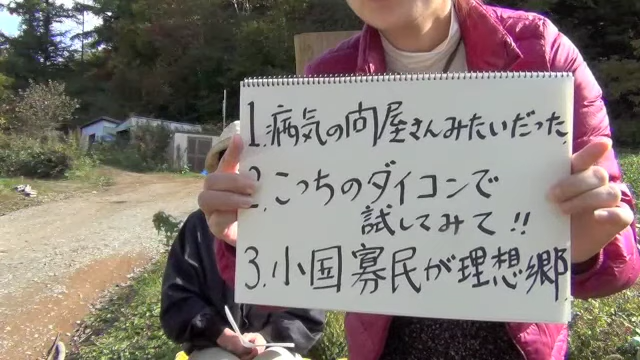 1.病気の問屋さんみたいだった
2.こっちのダイコンで
試してみて!!
3.小国寡民が理想郷